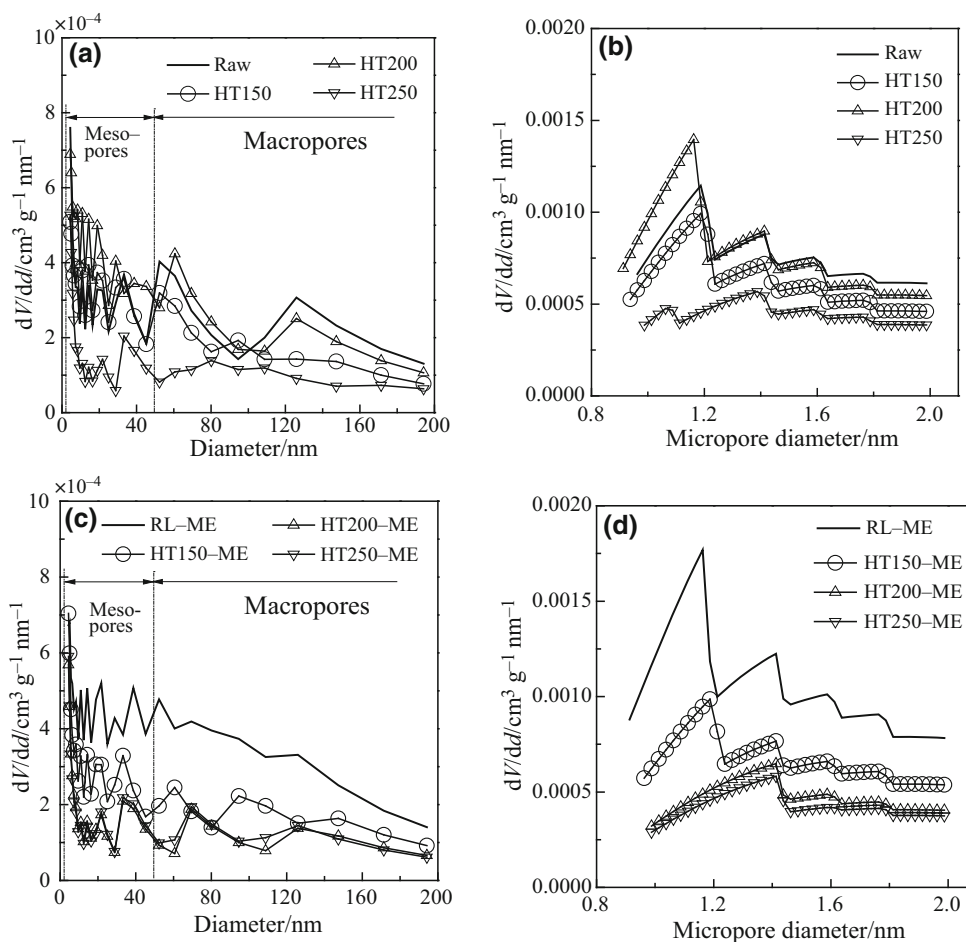 (a)
×10⁻⁴
10
8
6
4
2
0
dV/dd/cm³ g⁻¹ nm⁻¹
Raw
HT200
HT150
HT250
Meso–
pores
Macropores
0 20 40 60 80 120 160 200
Diameter/nm
(b)
0.0020
0.0015
0.0010
0.0005
0.0000
dV/dd/cm³ g⁻¹ nm⁻¹
Raw
HT150
HT200
HT250
0.8 1.2 1.6 2.0
Micropore diameter/nm
(c)
×10⁻⁴
10
8
6
4
2
0
dV/dd/cm³ g⁻¹ nm⁻¹
RL–ME
HT200–ME
HT150–ME
HT250–ME
Meso-
pores
Macropores
0 20 40 60 80 120 160 200
Diameter/nm
(d)
0.0020
0.0015
0.0010
0.0005
0.0000
dV/dd/cm³ g⁻¹ nm⁻¹
RL–ME
HT150–ME
HT200–ME
HT250–ME
0.8 1.2 1.6 2.0
Micropore diameter/nm